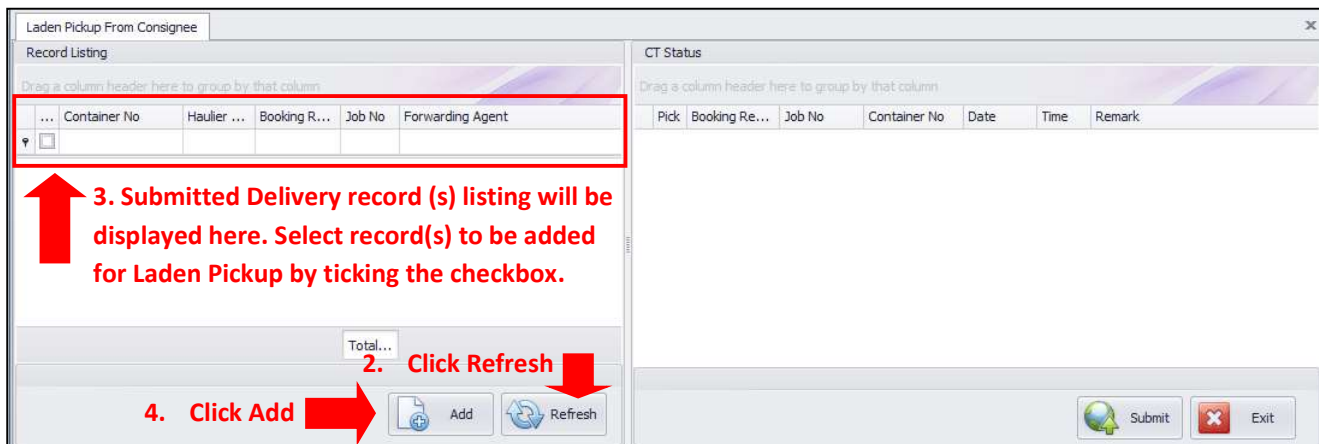 Laden Pickup From Consignee
x
Record Listing
CT Status
Drag a column header here to group by that column
Drag a column header here to group by that column
... Container No Haulier ... Booking R... Job No Forwarding Agent
Pick Booking Re... Job No Container No Date Time Remark
3. Submitted Delivery record (s) listing will be
displayed here. Select record(s) to be added
for Laden Pickup by ticking the checkbox.
Total...
2. Click Refresh
4. Click Add
Add
Refresh
Submit
Exit